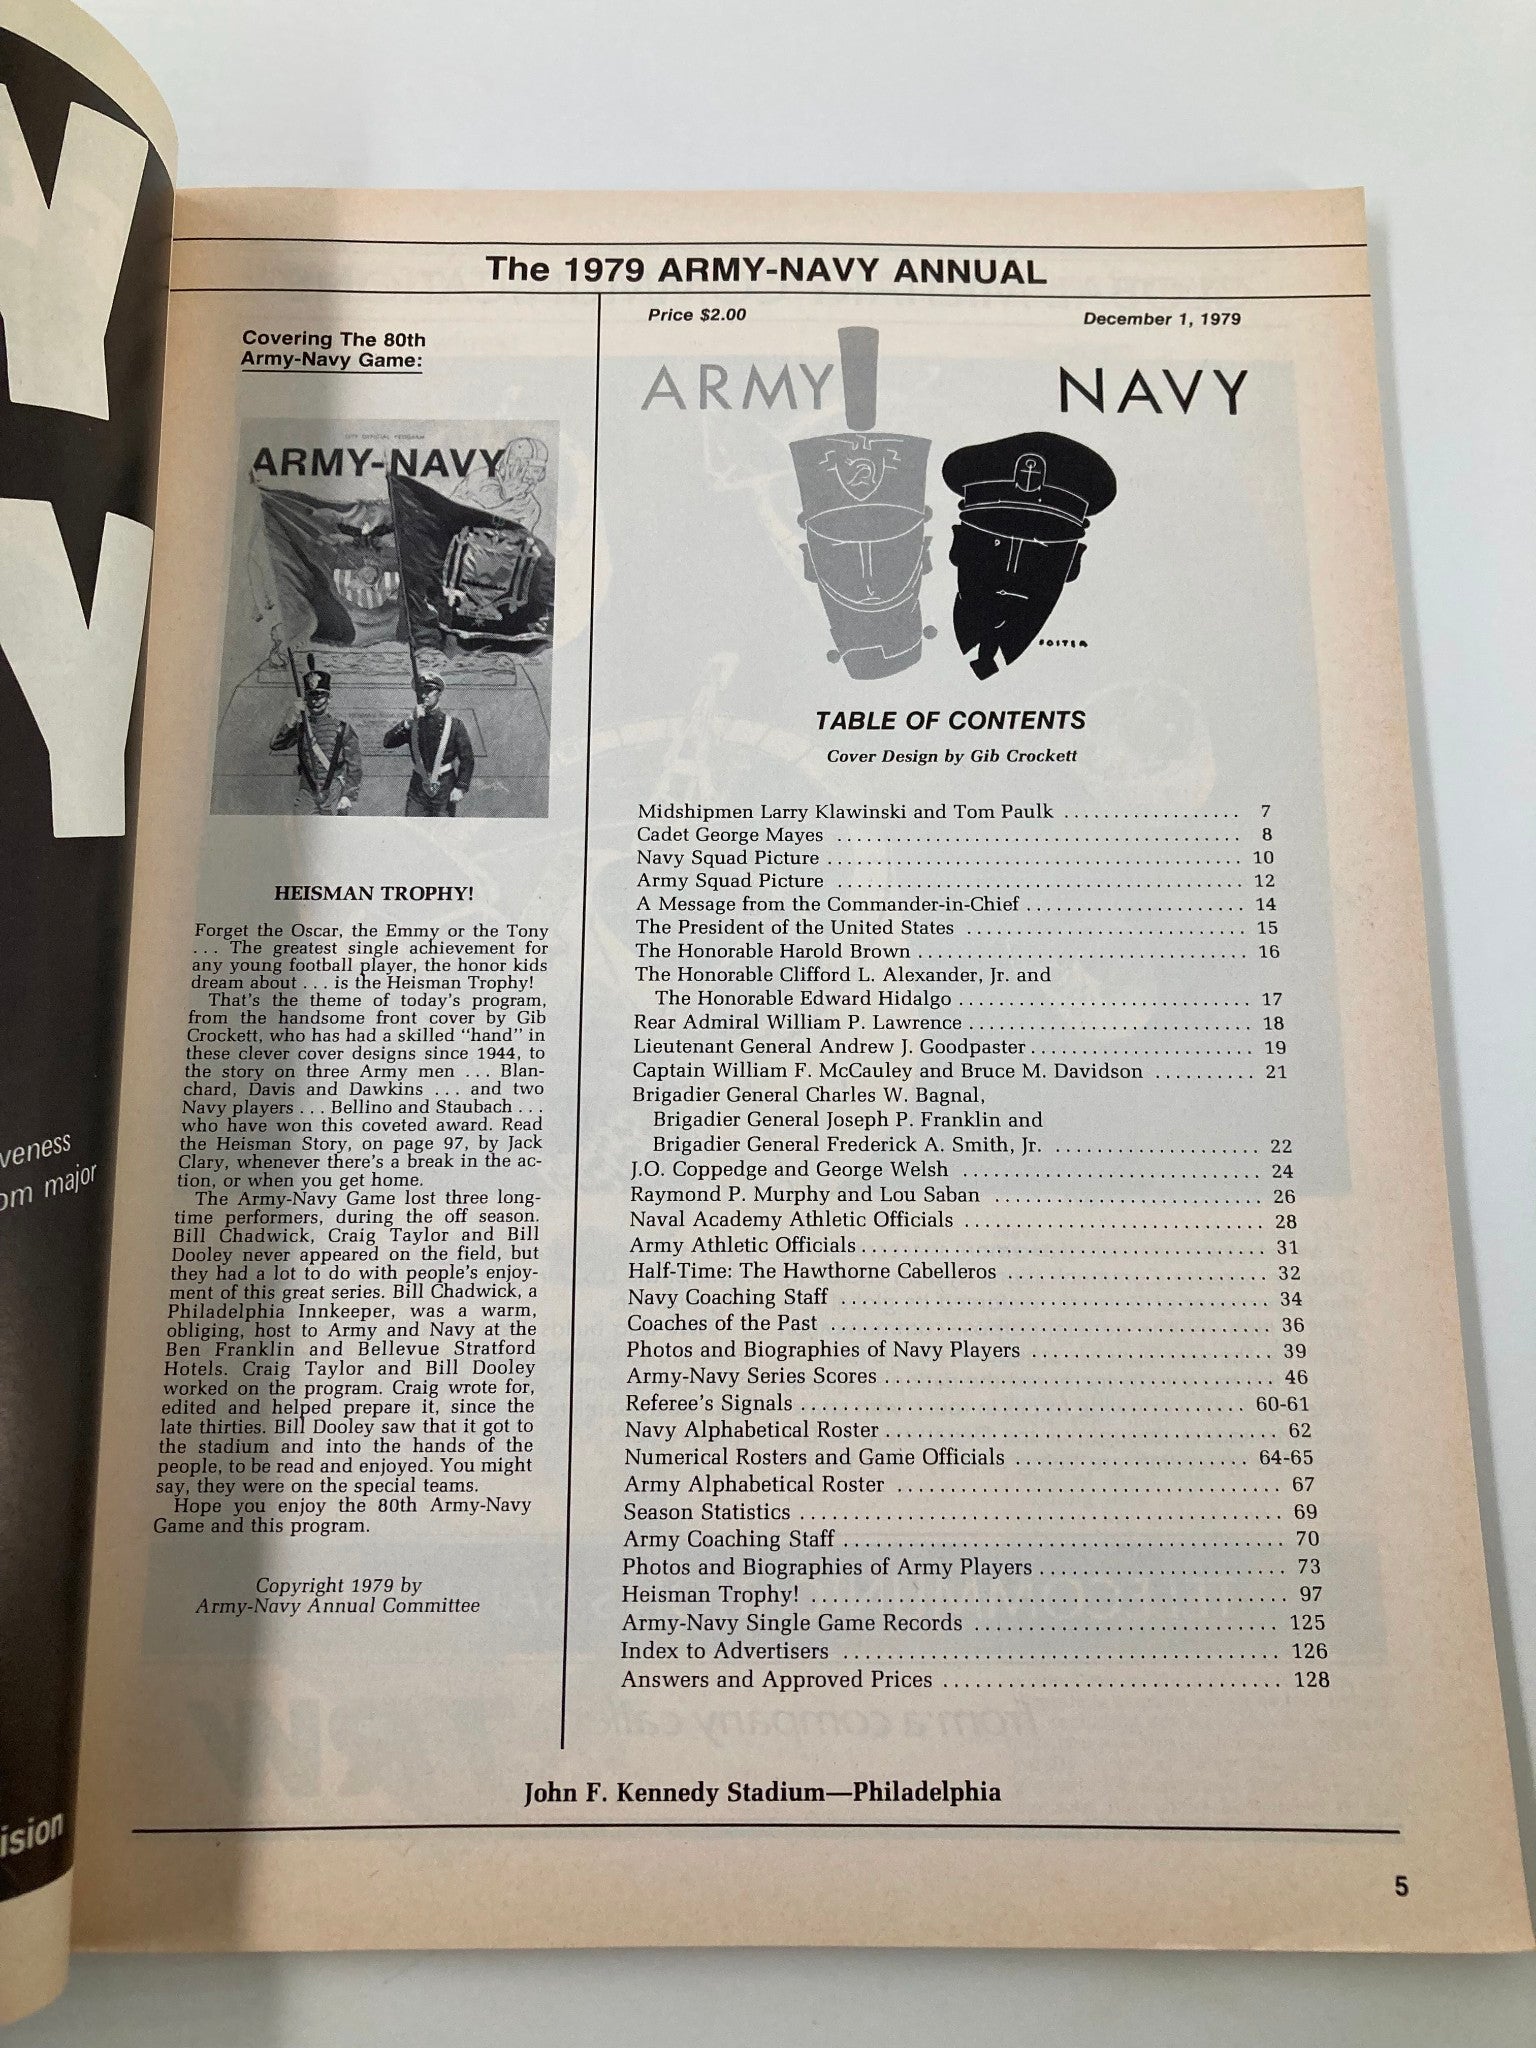 Y
Y
veness
om major
ision
The 1979 ARMY-NAVY ANNUAL
Covering The 80th
Army-Navy Game:
ARMY-NAVY
HEISMAN TROPHY!
Forget the Oscar, the Emmy or the Tony
. . . The greatest single achievement for
any young football player, the honor kids
dream about . . . is the Heisman Trophy!
That's the theme of today's program,
from the handsome front cover by Gib
Crockett, who has had a skilled "hand" in
these clever cover designs since 1944, to
the story on three Army men . . . Blan-
chard, Davis and Dawkins . . . and two
Navy players . . . Bellino and Staubach . . .
who have won this coveted award. Read
the Heisman Story, on page 97, by Jack
Clary, whenever there's a break in the ac-
tion, or when you get home.
The Army-Navy Game lost three long-
time performers, during the off season.
Bill Chadwick, Craig Taylor and Bill
Dooley never appeared on the field, but
they had a lot to do with people's enjoy-
ment of this great series. Bill Chadwick, a
Philadelphia Innkeeper, was a warm,
obliging, host to Army and Navy at the
Ben Franklin and Bellevue Stratford
Hotels. Craig Taylor and Bill Dooley
worked on the program. Craig wrote for,
edited and helped prepare it, since the
late thirties. Bill Dooley saw that it got to
the stadium and into the hands of the
people, to be read and enjoyed. You might
say, they were on the special teams.
Hope you enjoy the 80th Army-Navy
Game and this program.
Copyright 1979 by
Army-Navy Annual Committee
Price $2.00 December 1, 1979
ARMY NAVY
TABLE OF CONTENTS
Cover Design by Gib Crockett
Midshipmen Larry Klawinski and Tom Paulk . . . . . . . . . . 7
Cadet George Mayes . . . . . . . . . . 8
Navy Squad Picture . . . . . . . . . . 10
Army Squad Picture . . . . . . . . . . 12
A Message from the Commander-in-Chief . . . . . . . . . . 14
The President of the United States . . . . . . . . . . 15
The Honorable Harold Brown . . . . . . . . . . 16
The Honorable Clifford L. Alexander, Jr. and
The Honorable Edward Hidalgo . . . . . . . . . . 17
Rear Admiral William P. Lawrence . . . . . . . . . . 18
Lieutenant General Andrew J. Goodpaster . . . . . . . . . . 19
Captain William F. McCauley and Bruce M. Davidson . . . . . . . . . . 21
Brigadier General Charles W. Bagnal,
Brigadier General Joseph P. Franklin and
Brigadier General Frederick A. Smith, Jr. . . . . . . . . . . 22
J.O. Coppedge and George Welsh . . . . . . . . . . 24
Raymond P. Murphy and Lou Saban . . . . . . . . . . 26
Naval Academy Athletic Officials . . . . . . . . . . 28
Army Athletic Officials . . . . . . . . . . 31
Half-Time: The Hawthorne Cabelleros . . . . . . . . . . 32
Navy Coaching Staff . . . . . . . . . . 34
Coaches of the Past . . . . . . . . . . 36
Photos and Biographies of Navy Players . . . . . . . . . . 39
Army-Navy Series Scores . . . . . . . . . . 46
Referee's Signals . . . . . . . . . . 60-61
Navy Alphabetical Roster . . . . . . . . . . 62
Numerical Rosters and Game Officials . . . . . . . . . . 64-65
Army Alphabetical Roster . . . . . . . . . . 67
Season Statistics . . . . . . . . . . 69
Army Coaching Staff . . . . . . . . . . 70
Photos and Biographies of Army Players . . . . . . . . . . 73
Heisman Trophy! . . . . . . . . . . 97
Army-Navy Single Game Records . . . . . . . . . . 125
Index to Advertisers . . . . . . . . . . 126
Answers and Approved Prices . . . . . . . . . . 128
John F. Kennedy Stadium—Philadelphia
5